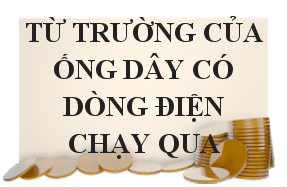 TỪ TRƯỜNG CỦA
ỐNG DÂY CÓ
DÒNG ĐIỆN
CHẠY QUA